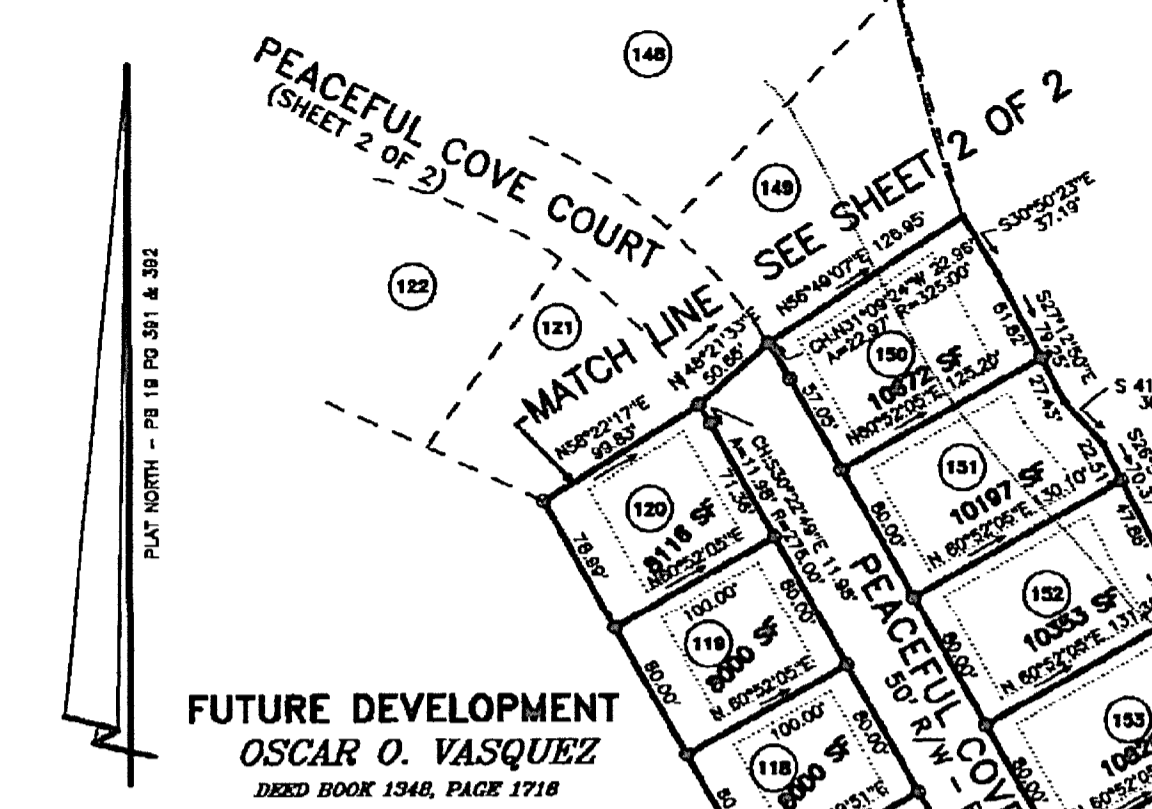 148
PEACEFUL COVE COURT
(SHEET 2 OF 2)
149
MATCH LINE SEE SHEET 2 OF 2
122
121
S30°50'23"E
37.19'
N56°49'07"E 126.95'
CH:N31°09'24"W 22.96'
A=22.97' R=325.00'
150
10372 SF
61.82'
S27°12'50"E
79.25'
N 48°21'33"E
50.66'
57.05'
N60°52'05"E 125.20'
27.43'
N58°22'17"E
99.83'
CH:S30°22'49"E 11.98'
A=11.98' R=275.00'
120
8116 SF
71.38'
151
10197 SF
22.51'
78.99'
N60°52'05"E
100.00'
80.00'
N 60°52'05"E 130.10'
47.86'
80.00'
119
8000 SF
152
10353 SF
80.00'
N 60°52'05"E
100.00'
80.00'
N 60°52'05"E
80.00'
118
PEACEFUL COV
50' R/W -
153
80.00'
PLAT NORTH - PB 19 PG 391 & 392
FUTURE DEVELOPMENT
OSCAR O. VASQUEZ
DEED BOOK 1348, PAGE 1716